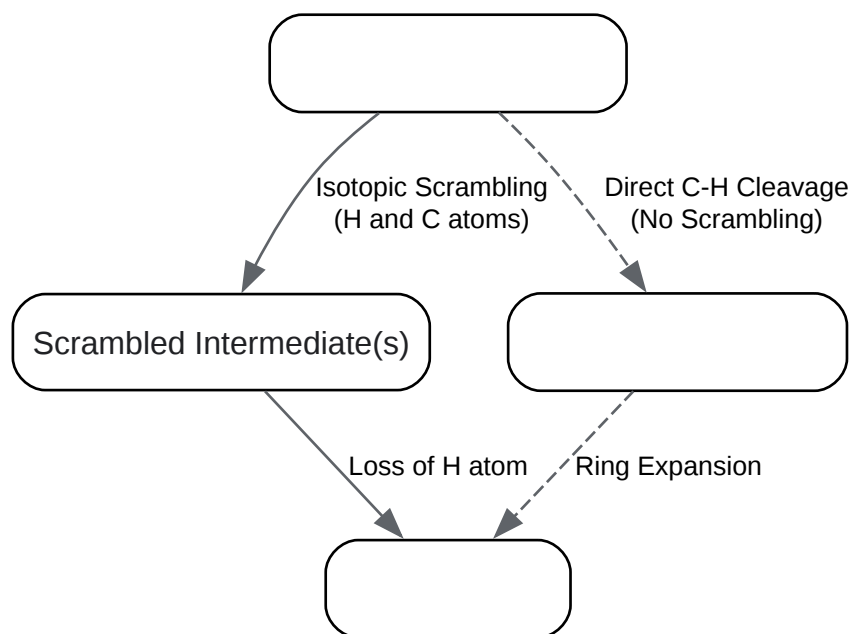 Isotopic Scrambling
(H and C atoms)
Direct C-H Cleavage
(No Scrambling)
Scrambled Intermediate(s)
Loss of H atom
Ring Expansion